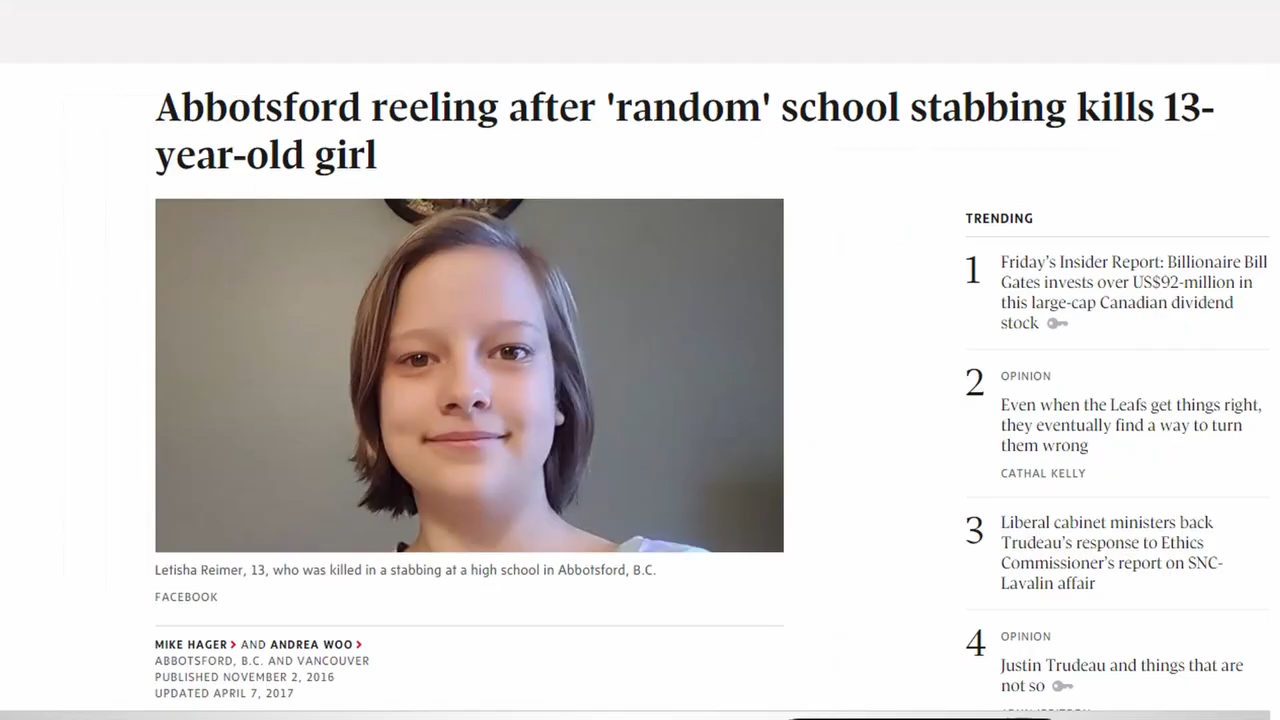 Abbotsford reeling after 'random' school stabbing kills 13-
year-old girl
Letisha Reimer, 13, who was killed in a stabbing at a high school in Abbotsford, B.C.
FACEBOOK
MIKE HAGER > AND ANDREA WOO >
ABBOTSFORD, B.C. AND VANCOUVER
PUBLISHED NOVEMBER 2, 2016
UPDATED APRIL 7, 2017
TRENDING
1
Friday's Insider Report: Billionaire Bill
Gates invests over US$92-million in
this large-cap Canadian dividend
stock
2
OPINION
Even when the Leafs get things right,
they eventually find a way to turn
them wrong
CATHAL KELLY
3
Liberal cabinet ministers back
Trudeau's response to Ethics
Commissioner's report on SNC-
Lavalin affair
4
OPINION
Justin Trudeau and things that are
not so